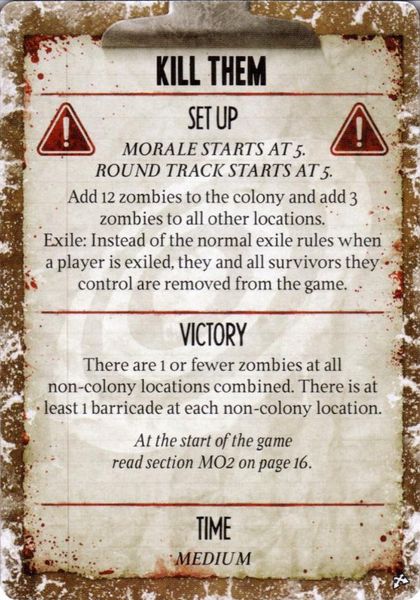 KILL THEM
SET UP
MORALE STARTS AT 5.
ROUND TRACK STARTS AT 5.
Add 12 zombies to the colony and add 3
zombies to all other locations.
Exile: Instead of the normal exile rules when
a player is exiled, they and all survivors they
control are removed from the game.
VICTORY
There are 1 or fewer zombies at all
non-colony locations combined. There is at
least 1 barricade at each non-colony location.
At the start of the game
read section MO2 on page 16.
TIME
MEDIUM